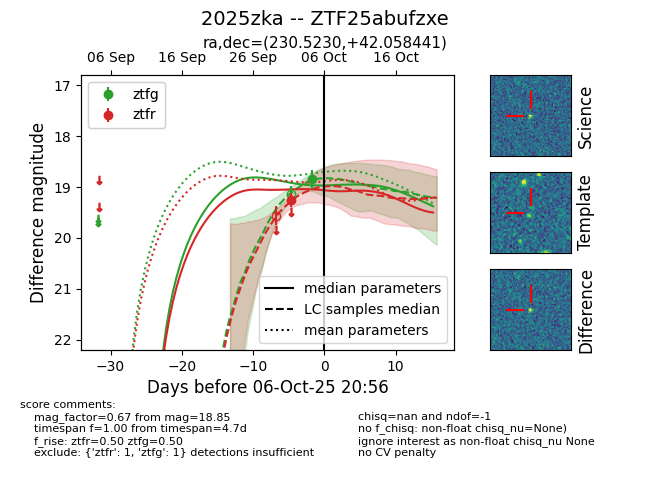 2025zka -- ZTF25abufzxe
ra,dec=(230.5230,+42.058441)
06 Sep 16 Sep 26 Sep 06 Oct 16 Oct
ztfg
ztfr
17
18
19
20
21
22
Difference magnitude
median parameters
LC samples median
mean parameters
−30 −20 −10 0 10
Days before 06-Oct-25 20:56
Science
Template
Difference
score comments:
mag_factor=0.67 from mag=18.85
timespan f=1.00 from timespan=4.7d
f_rise: ztfr=0.50 ztfg=0.50
exclude: {'ztfr': 1, 'ztfg': 1} detections insufficient
chisq=nan and ndof=-1
no f_chisq: non-float chisq_nu=None)
ignore interest as non-float chisq_nu None
no CV penalty